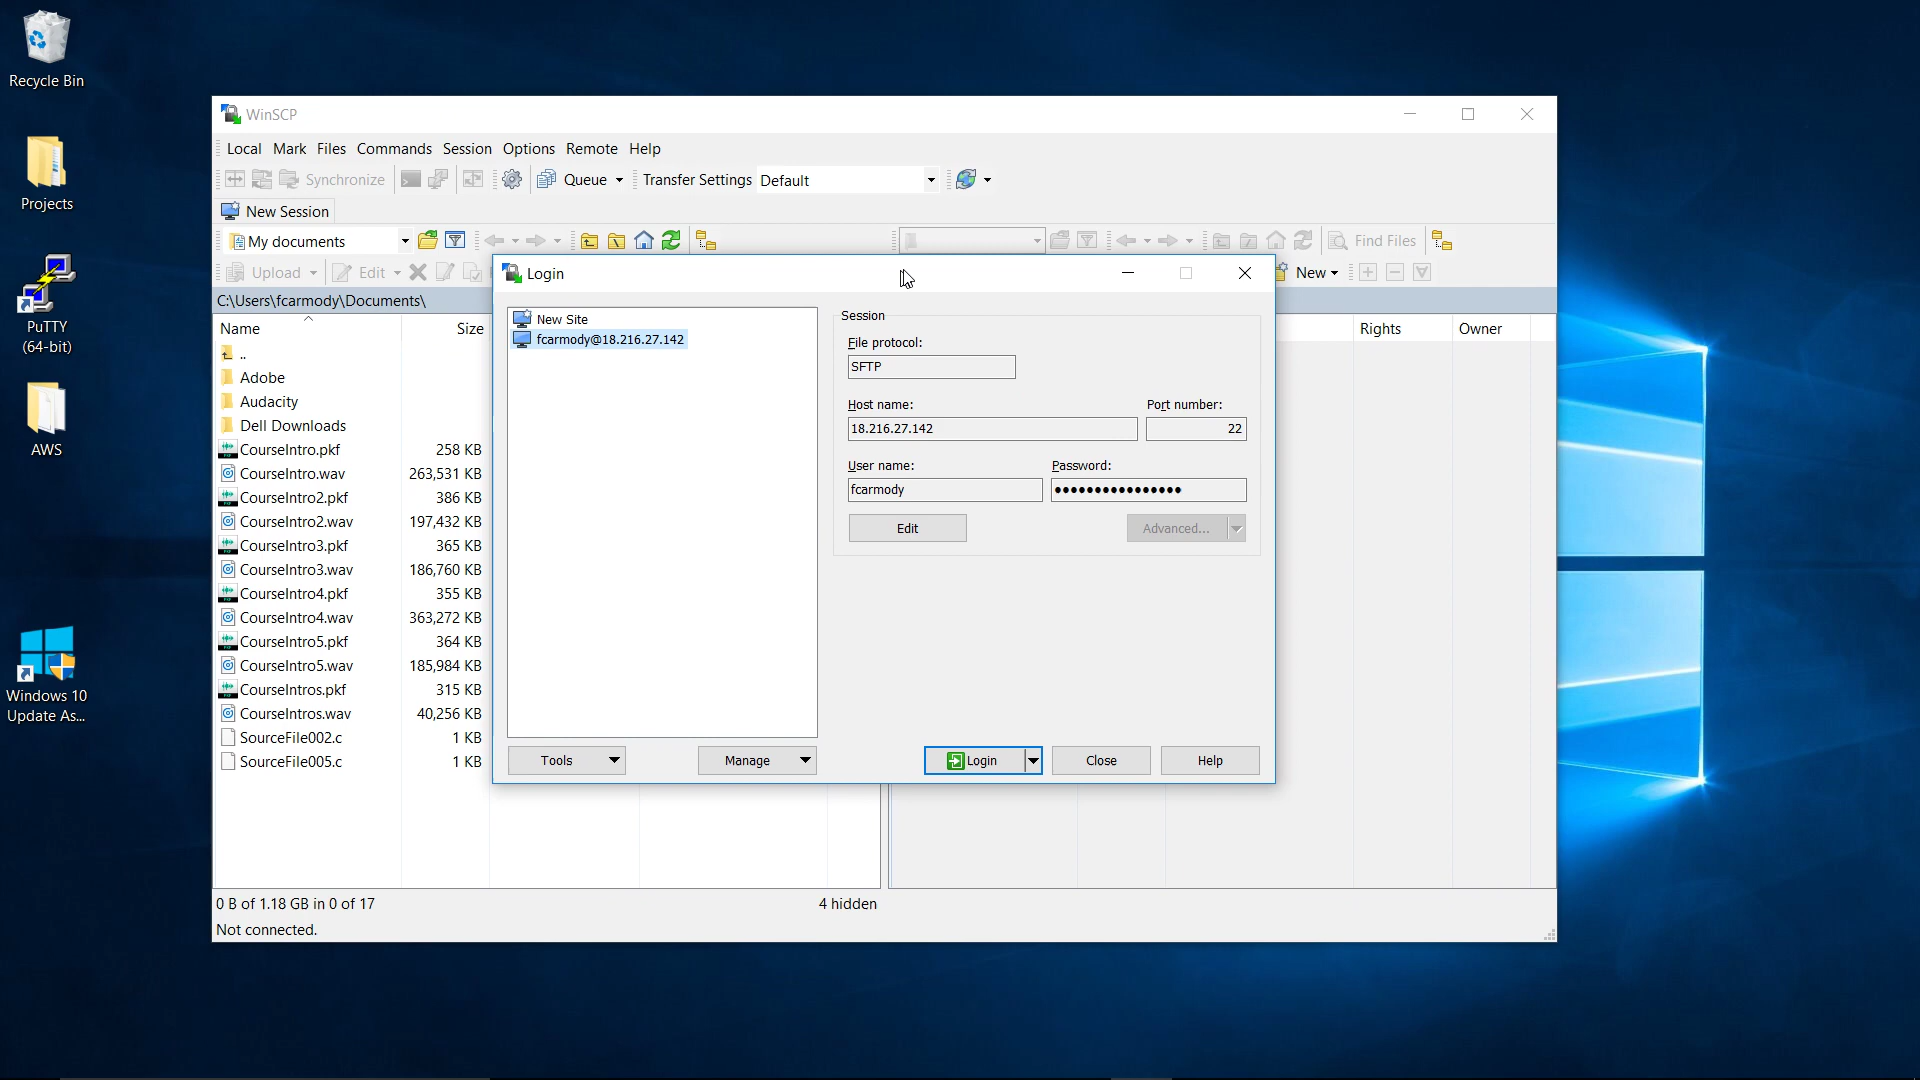 Recycle Bin
Projects
PuTTY
(64-bit)
AWS
Windows 10
Update As...
WinSCP
Local Mark Files Commands Session Options Remote Help
Synchronize Queue Transfer Settings Default
New Session
My documents Find Files
Upload Edit New
C:\Users\fcarmody\Documents\
Name Size Rights Owner
..
Adobe
Audacity
Dell Downloads
CourseIntro.pkf 258 KB
CourseIntro.wav 263,531 KB
CourseIntro2.pkf 386 KB
CourseIntro2.wav 197,432 KB
CourseIntro3.pkf 365 KB
CourseIntro3.wav 186,760 KB
CourseIntro4.pkf 355 KB
CourseIntro4.wav 363,272 KB
CourseIntro5.pkf 364 KB
CourseIntro5.wav 185,984 KB
CourseIntros.pkf 315 KB
CourseIntros.wav 40,256 KB
SourceFile002.c 1 KB
SourceFile005.c 1 KB
Login
New Site
fcarmody@18.216.27.142
Session
File protocol:
SFTP
Host name: Port number:
18.216.27.142 22
User name: Password:
fcarmody ••••••••••••••••
Edit Advanced...
Tools Manage Login Close Help
0 B of 1.18 GB in 0 of 17 4 hidden
Not connected.